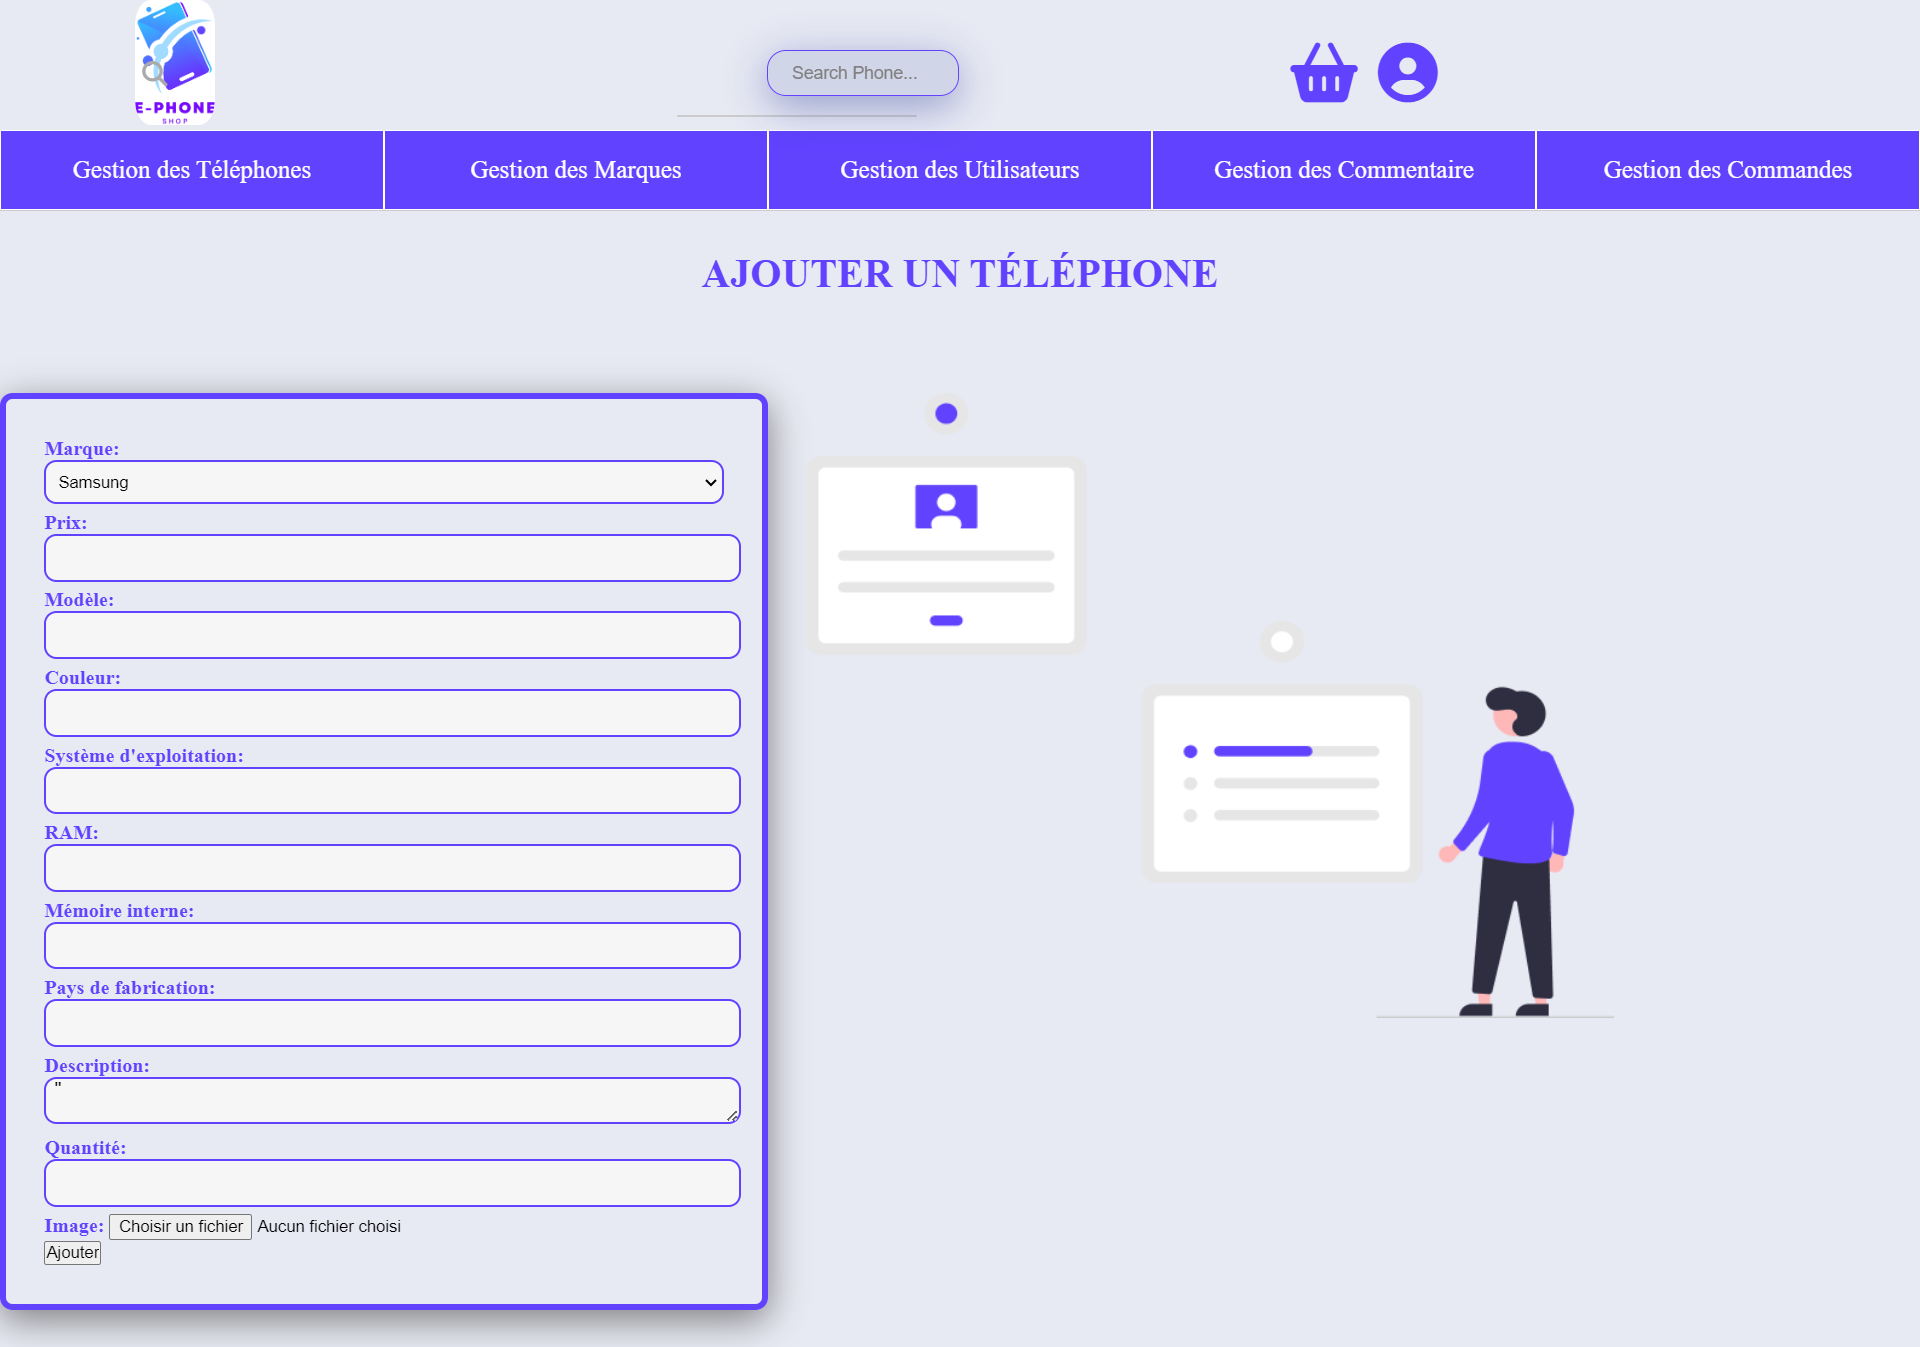 E-PHONE
SHOP
Search Phone...
Gestion des Téléphones
Gestion des Marques
Gestion des Utilisateurs
Gestion des Commentaire
Gestion des Commandes
AJOUTER UN TÉLÉPHONE
Marque:
Samsung
Prix:
Modèle:
Couleur:
Système d'exploitation:
RAM:
Mémoire interne:
Pays de fabrication:
Description:
"
Quantité:
Image: Choisir un fichier Aucun fichier choisi
Ajouter